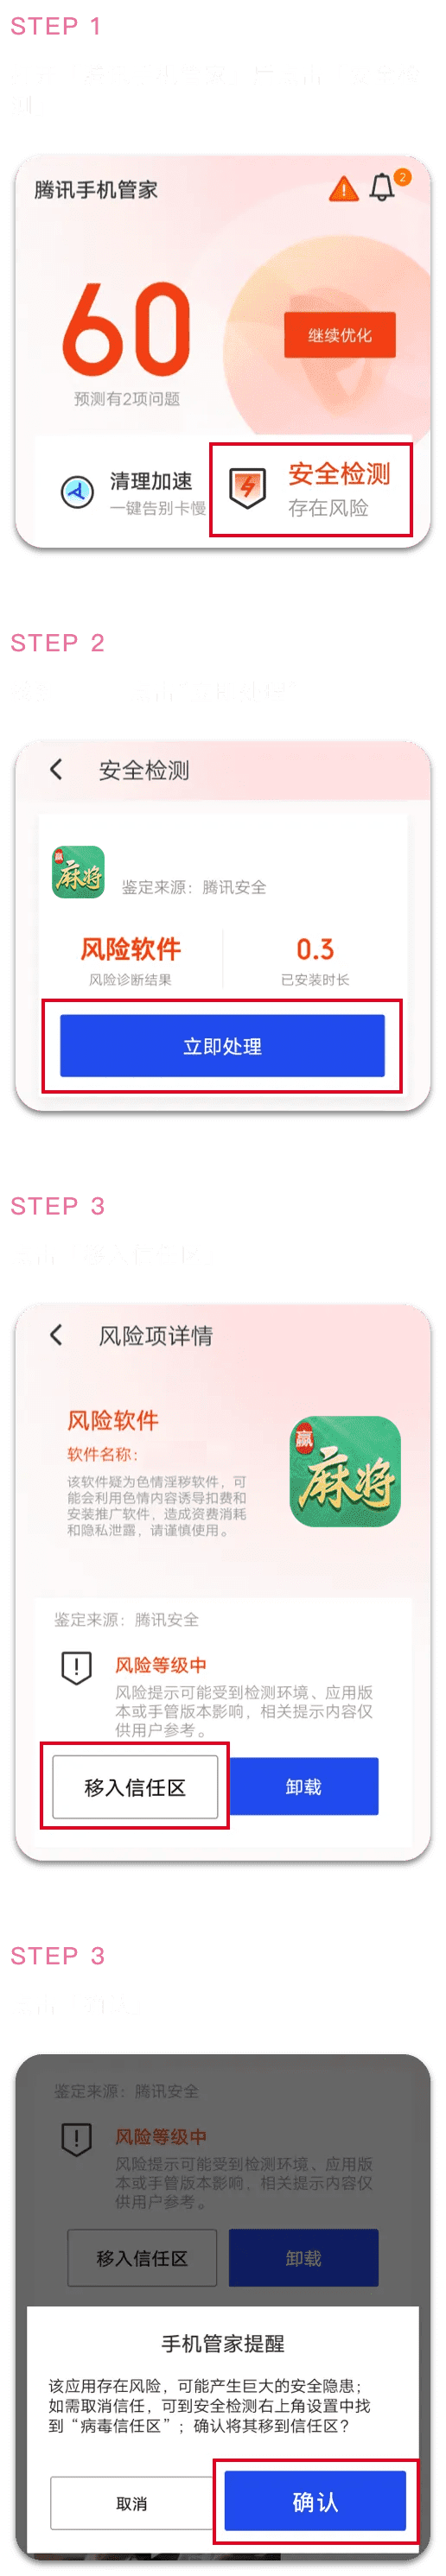 STEP 1
腾讯手机管家
2
60
继续优化
预测有2项问题
清理加速
一键告别卡慢
安全检测
存在风险
STEP 2
安全检测
赢
麻将
鉴定来源：腾讯安全
风险软件
0.3
风险诊断结果
已安装时长
立即处理
STEP 3
风险项详情
风险软件
软件名称：
该软件疑为色情淫秽软件，可
能会利用色情内容诱导扣费和
安装推广软件，造成资费消耗
和隐私泄露，请谨慎使用。
赢
麻将
鉴定来源：腾讯安全
风险等级中
风险提示可能受到检测环境、应用版
本或手管版本影响，相关提示内容仅
供用户参考。
移入信任区
卸载
STEP 3
鉴定来源：腾讯安全
风险等级中
风险提示可能受到检测环境、应用版
本或手管版本影响，相关提示内容仅
供用户参考。
移入信任区
卸载
手机管家提醒
该应用存在风险，可能产生巨大的安全隐患；
如需取消信任，可到安全检测右上角设置中找
到“病毒信任区”；确认将其移到信任区？
取消
确认